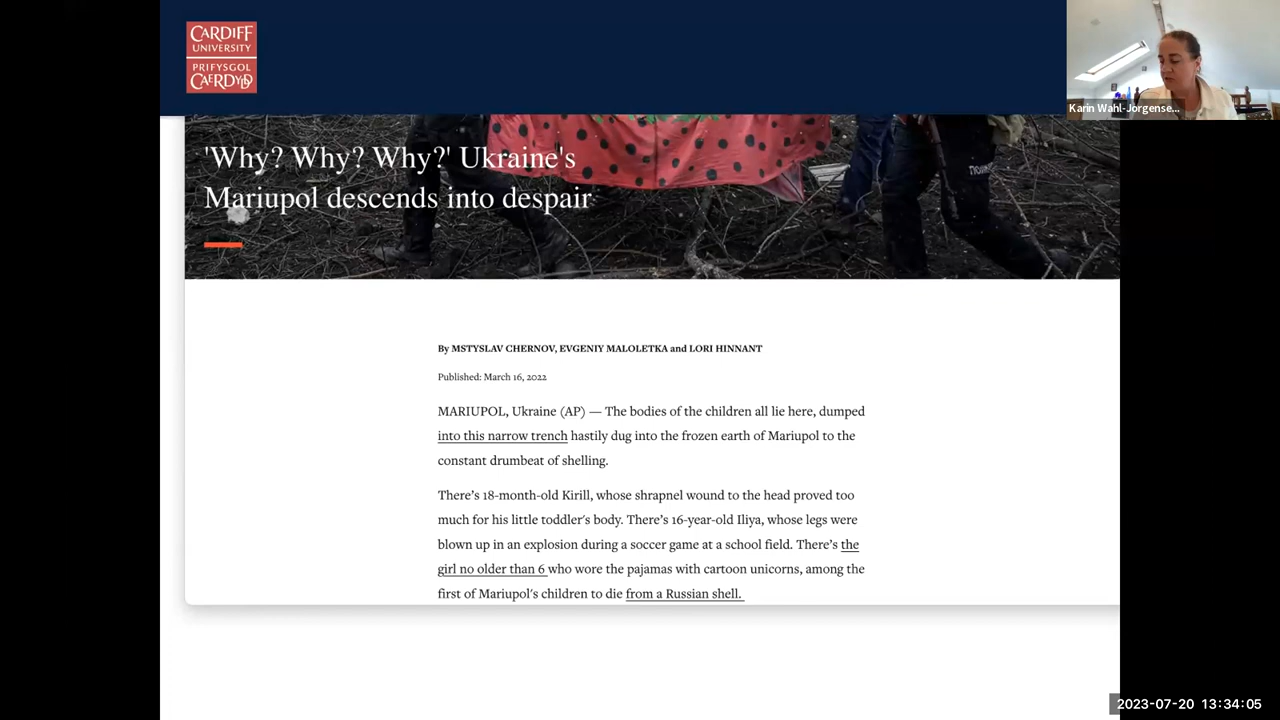 CARDIFF
UNIVERSITY
PRIFYSGOL
CAERDYDD
Karin Wahl-Jorgense...
'Why? Why? Why?' Ukraine's
Mariupol descends into despair
By MSTYSLAV CHERNOV, EVGENIY MALOLETKA and LORI HINNANT
Published: March 16, 2022
MARIUPOL, Ukraine (AP) — The bodies of the children all lie here, dumped
into this narrow trench hastily dug into the frozen earth of Mariupol to the
constant drumbeat of shelling.
There's 18-month-old Kirill, whose shrapnel wound to the head proved too
much for his little toddler's body. There's 16-year-old Iliya, whose legs were
blown up in an explosion during a soccer game at a school field. There's the
girl no older than 6 who wore the pajamas with cartoon unicorns, among the
first of Mariupol's children to die from a Russian shell.
2023-07-20 13:34:05